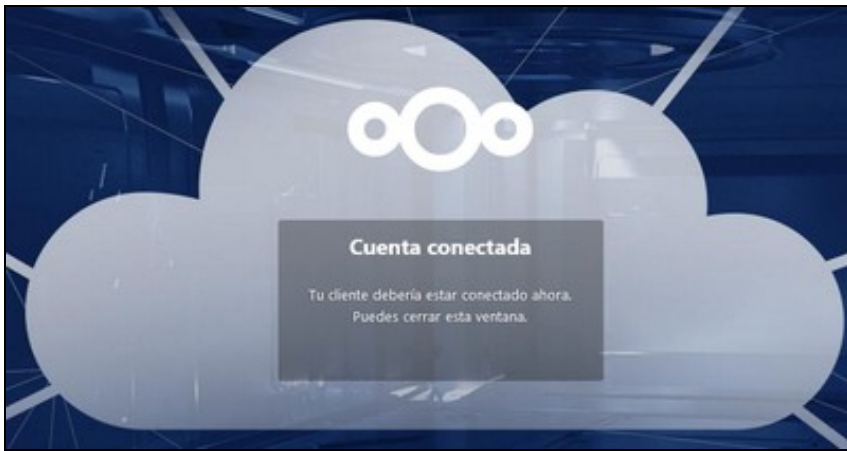 Cuenta conectada
Tu cliente debería estar conectado ahora.
Puedes cerrar esta ventana.